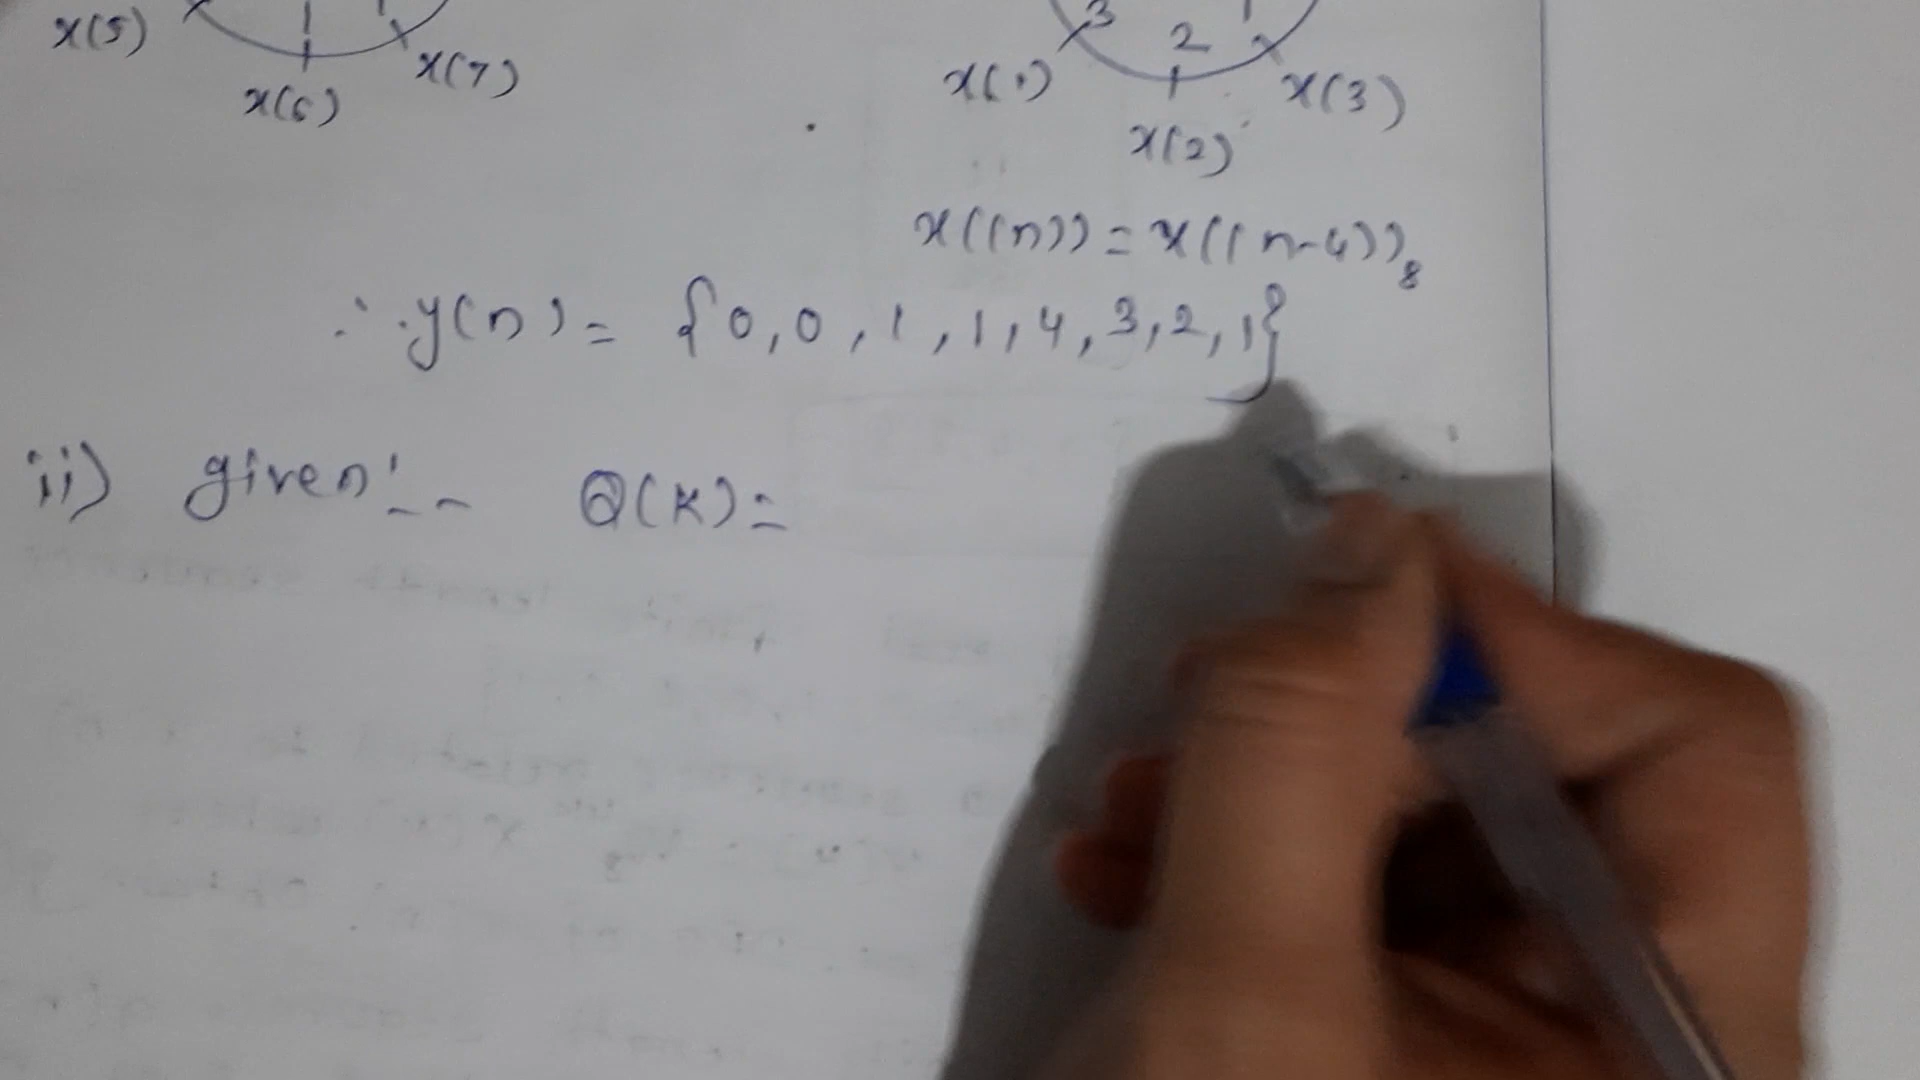 x(5)
x(6)
x(7)
3
2
1
x(1)
x(2)
x(3)
x((n)) = x((n-4))8
∴ y(n) = {0,0,1,1,4,3,2,1}
ii) given:- Q(k) =